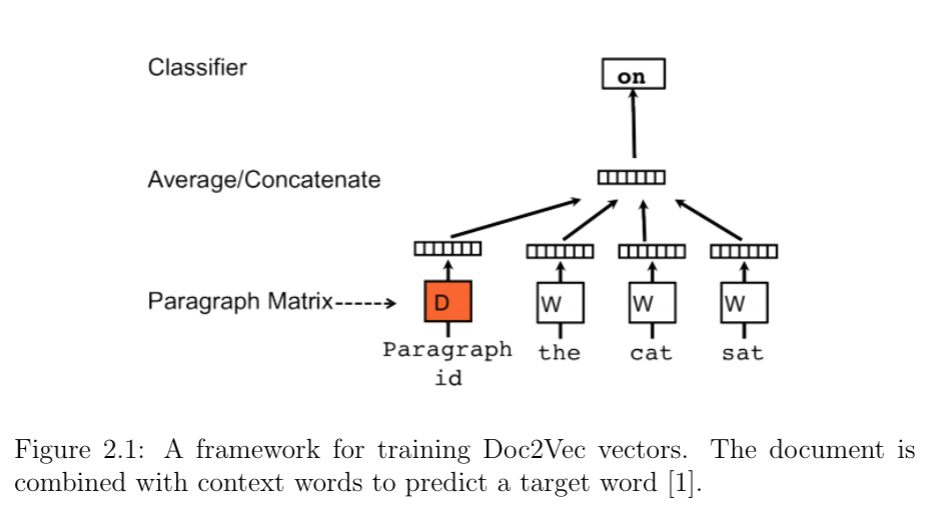 Classifier
on
Average/Concatenate
Paragraph Matrix----->
D
W
W
W
Paragraph
id
the
cat
sat
Figure 2.1: A framework for training Doc2Vec vectors. The document is
combined with context words to predict a target word [1].